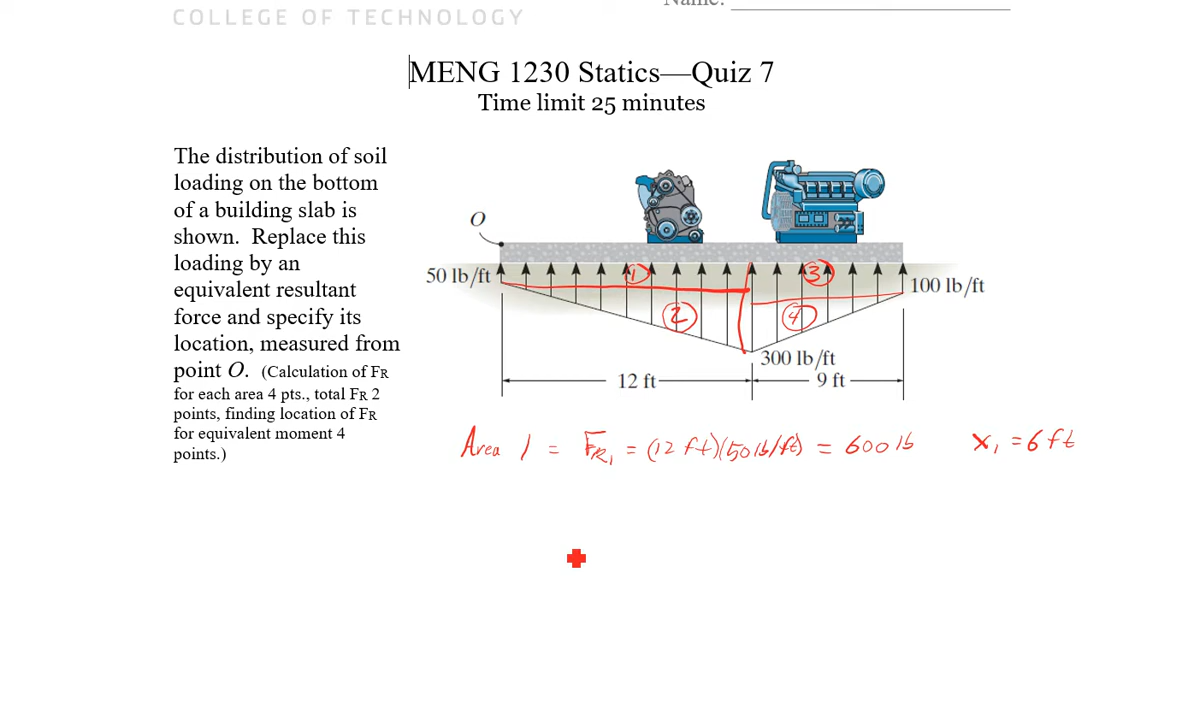 COLLEGE OF TECHNOLOGY
Name:
MENG 1230 Statics—Quiz 7
Time limit 25 minutes
The distribution of soil
loading on the bottom
of a building slab is
shown. Replace this
loading by an
equivalent resultant
force and specify its
location, measured from
point O. (Calculation of FR
for each area 4 pts., total FR 2
points, finding location of FR
for equivalent moment 4
points.)
O
50 lb/ft
1
3
100 lb/ft
2
4
300 lb/ft
12 ft
9 ft
Area 1 = FR1 = (12 ft)(50 lb/ft) = 600 lb x1 = 6 ft